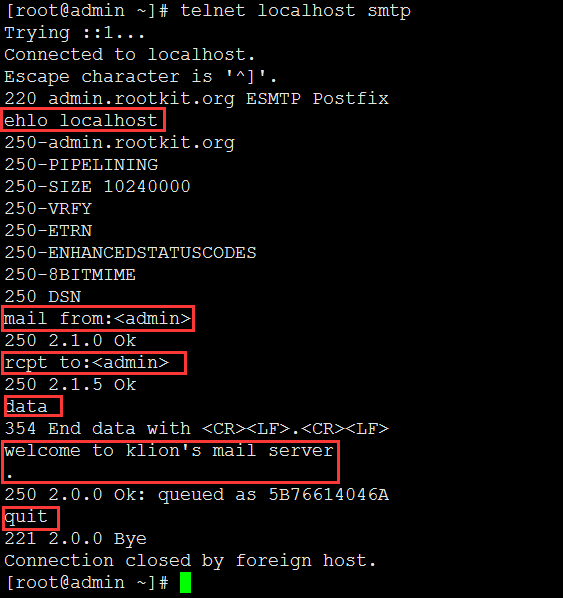 [root@admin ~]# telnet localhost smtp
Trying ::1...
Connected to localhost.
Escape character is '^]'.
220 admin.rootkit.org ESMTP Postfix
ehlo localhost
250-admin.rootkit.org
250-PIPELINING
250-SIZE 10240000
250-VRFY
250-ETRN
250-ENHANCEDSTATUSCODES
250-8BITMIME
250 DSN
mail from:<admin>
250 2.1.0 Ok
rcpt to:<admin>
250 2.1.5 Ok
data
354 End data with <CR><LF>.<CR><LF>
welcome to klion's mail server
.
250 2.0.0 Ok: queued as 5B76614046A
quit
221 2.0.0 Bye
Connection closed by foreign host.
[root@admin ~]#